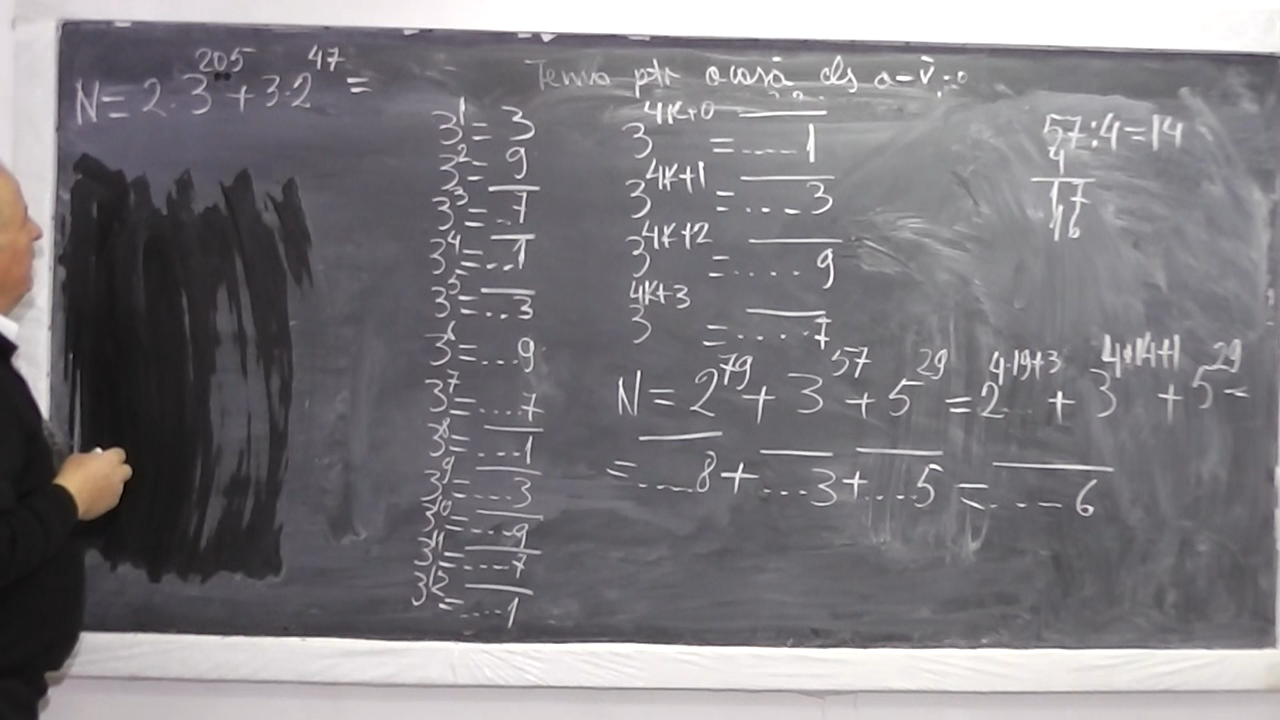 N = 2·3^205 + 3·2^47 =
Tema ptr acasă cls a-V
3^1 = 3
3^2 = 9
3^3 = ..7
3^4 = ...1
3^5 = ...3
3^6 = ....9
3^7 = ....7
3^8 = ....1
3^9 = ....3
3^10 = ....9
3^11 = .....7
3^12 = ....1
3^4K+0 = .....1
3^4K+1 = ....3
3^4K+2 = .....9
3^4K+3 = .....7
57:4=14
4
17
16
N = 2^79 + 3^57 + 5^29 = 2^4·19+3 + 3^4·14+1 + 5^29 =
= ....8 + ...3 + ...5 = ....6